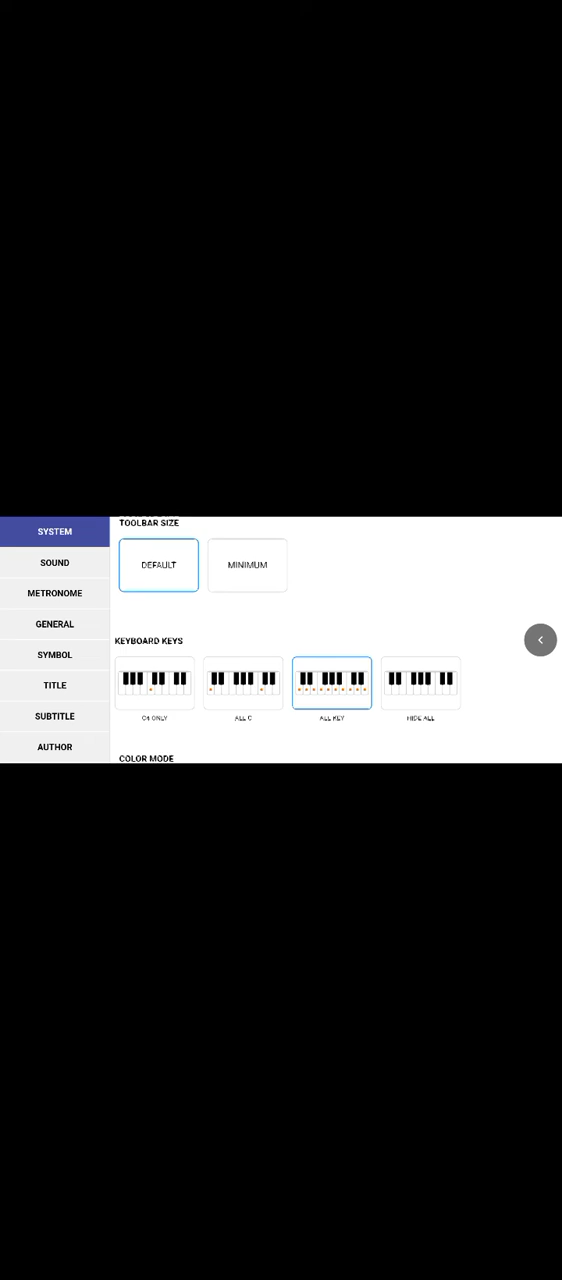 SYSTEM
SOUND
METRONOME
GENERAL
SYMBOL
TITLE
SUBTITLE
AUTHOR
TOOLBAR SIZE
DEFAULT
MINIMUM
KEYBOARD KEYS
C4 ONLY
ALL C
ALL KEY
HIDE ALL
COLOR MODE